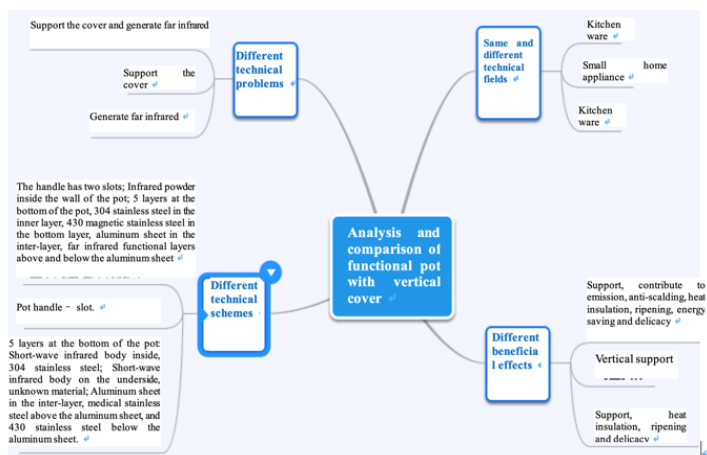 Support the cover and generate far infrared
Support the
cover
Generate far infrared
Different
technical
problems
Same and
different
technical
fields
Kitchen
ware
Small home
appliance
Kitchen
ware
The handle has two slots; Infrared powder
inside the wall of the pot; 5 layers at the
bottom of the pot, 304 stainless steel in the
inner layer, 430 magnetic stainless steel in
the bottom layer, aluminum sheet in the
inter-layer, far infrared functional layers
above and below the aluminum sheet
Pot handle - slot.
5 layers at the bottom of the pot
Short-wave infrared body inside,
304 stainless steel; Short-wave
infrared body on the underside,
unknown material; Aluminum sheet
in the inter-layer, medical stainless
steel above the aluminum sheet, and
430 stainless steel below the
aluminum sheet.
Different
technical
schemes
Analysis and
comparison of
functional pot
with vertical
cover
Different
beneficia
l effects
Support, contribute to
emission, anti-scalding, heat
insulation, ripening, energy
saving and delicacy
Vertical support
Support, heat
insulation, ripening
and delicacy